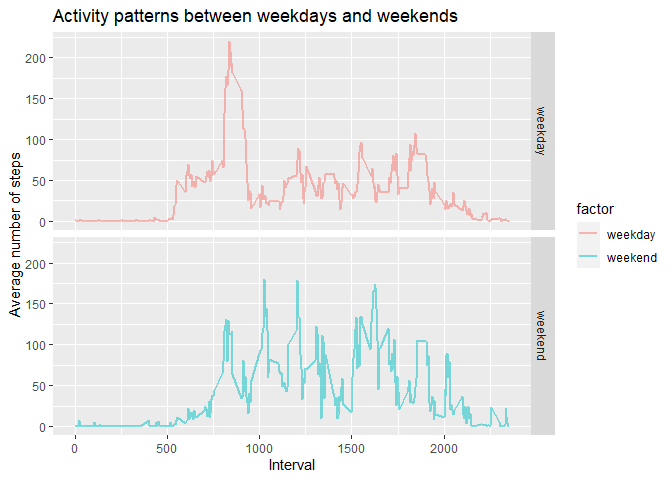 Activity patterns between weekdays and weekends
Average number of steps
200
150
100
50
0
weekday
200
150
100
50
0
weekend
0
500
1000
1500
2000
Interval
factor
weekday
weekend